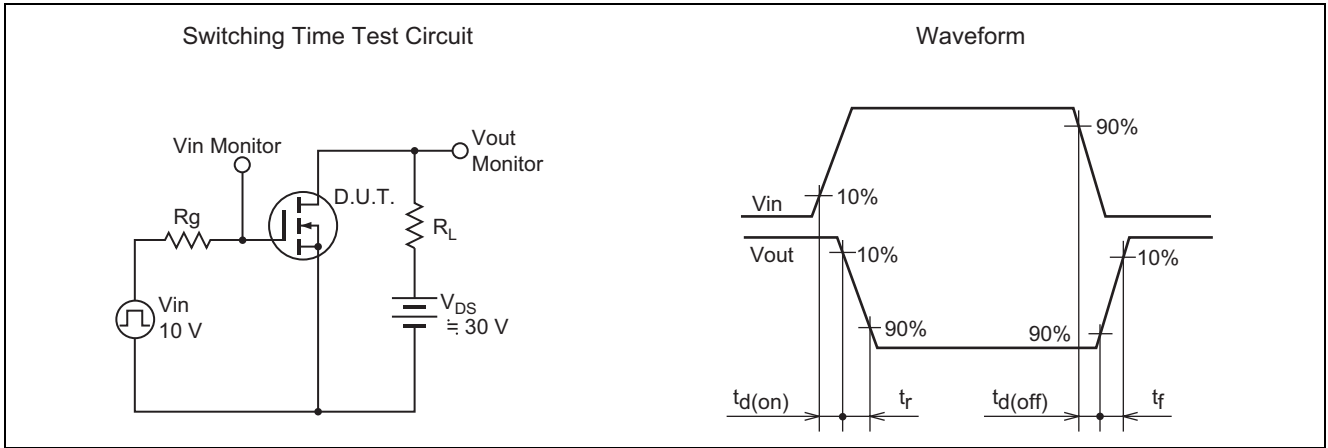 Switching Time Test Circuit
Vin Monitor
Vout
Monitor
D.U.T.
Rg
RL
Vin
10 V
VDS
≒ 30 V
Waveform
90%
Vin
10%
Vout
10%
10%
90%
90%
td(on)
tr
td(off)
tf